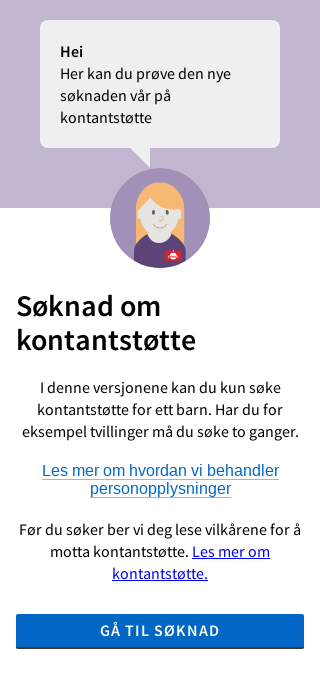 Hei
Her kan du prøve den nye
søknaden vår på
kontantstøtte
Søknad om
kontantstøtte
I denne versjonene kan du kun søke
kontantstøtte for ett barn. Har du for
eksempel tvillinger må du søke to ganger.
Les mer om hvordan vi behandler
personopplysninger
Før du søker ber vi deg lese vilkårene for å
motta kontantstøtte. Les mer om
kontantstøtte.
GÅ TIL SØKNAD